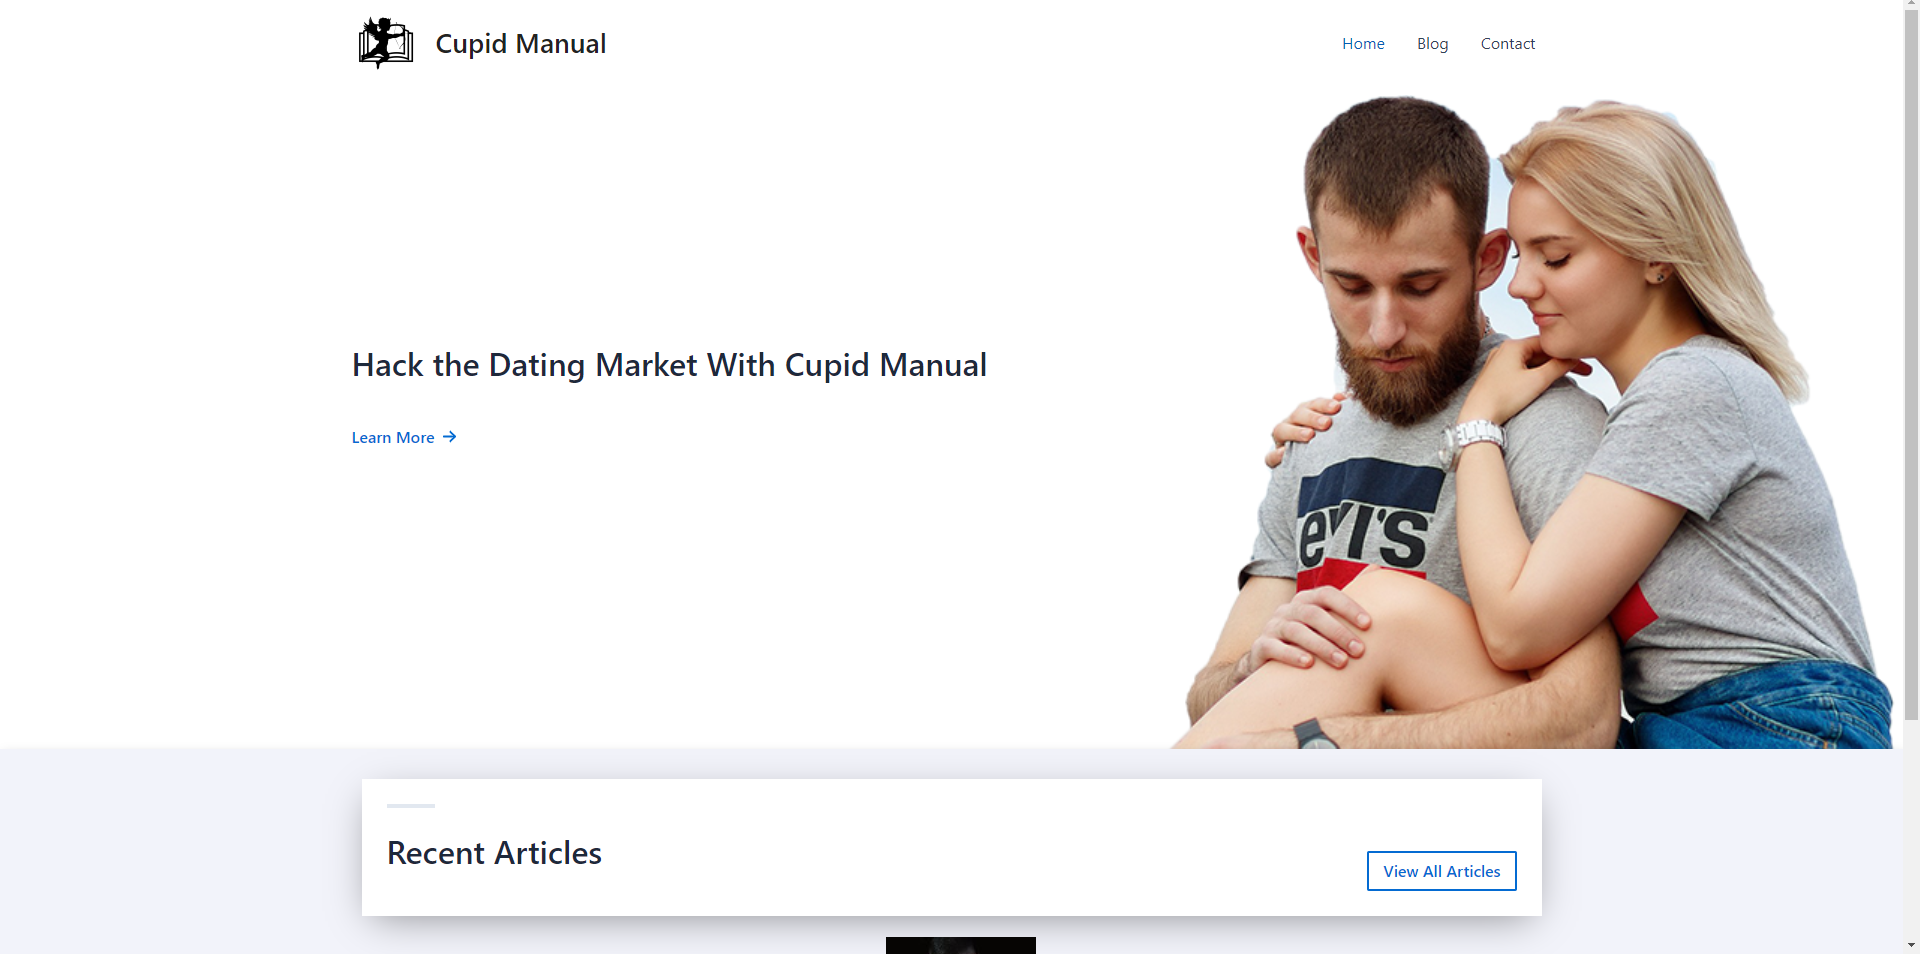 Cupid Manual
Home Blog Contact
Hack the Dating Market With Cupid Manual
Learn More →
evi's
Recent Articles
View All Articles